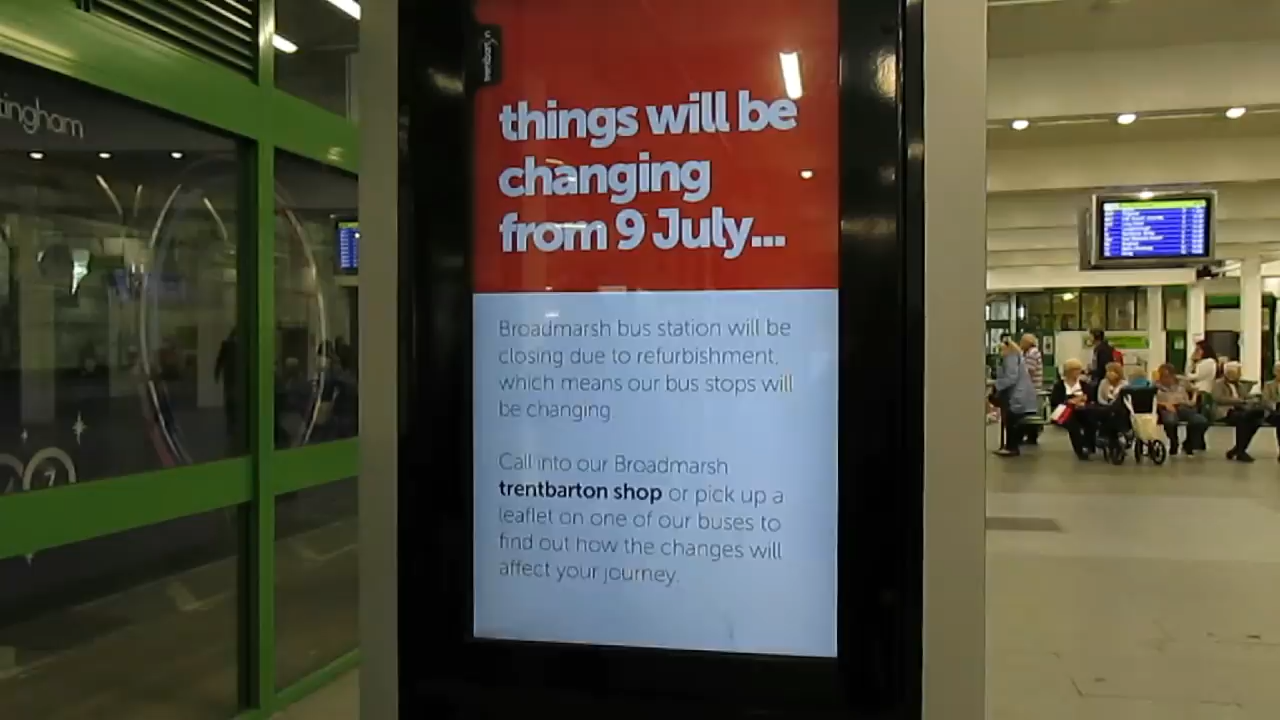 trentbarton
things will be
changing
from 9 July...
Broadmarsh bus station will be
closing due to refurbishment,
which means our bus stops will
be changing.
Call into our Broadmarsh
trentbarton shop or pick up a
leaflet on one of our buses to
find out how the changes will
affect your journey.
tingham